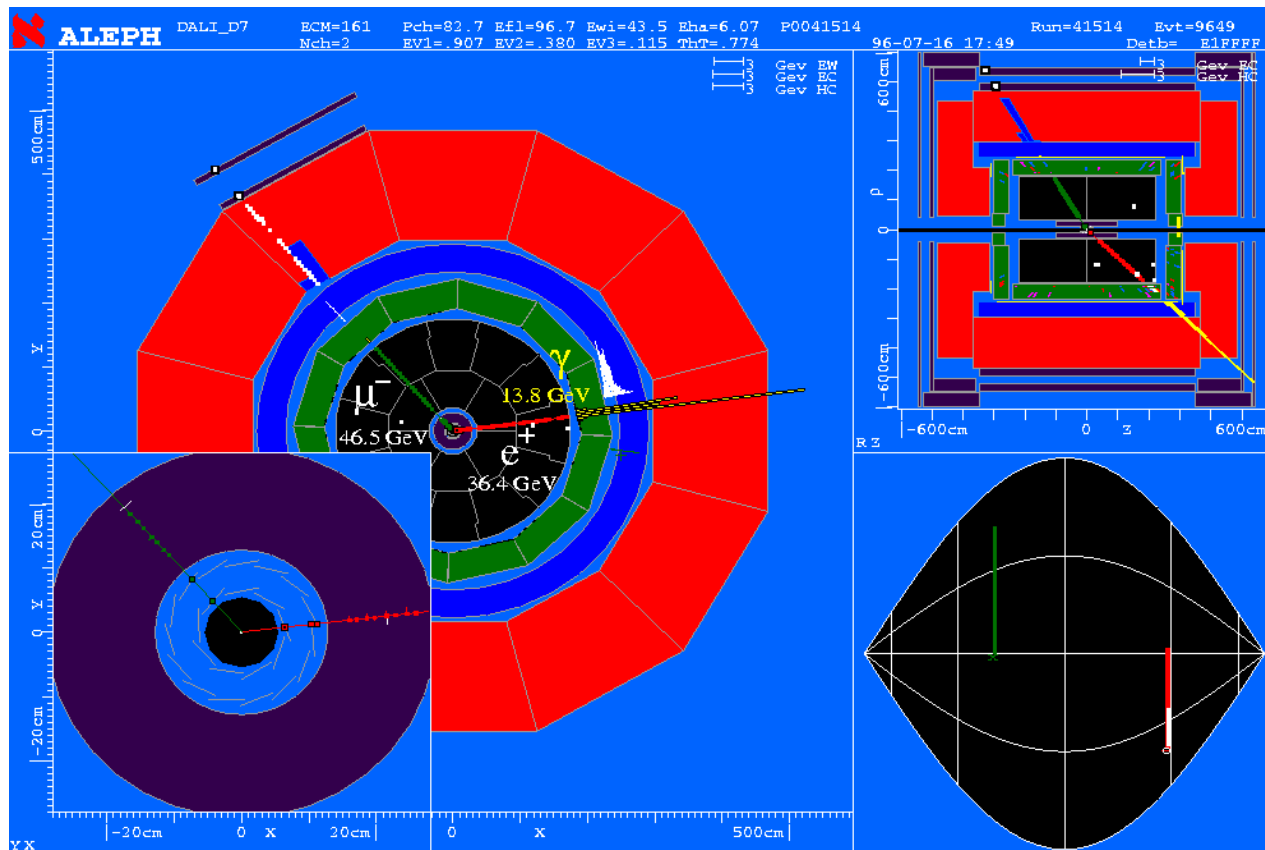 ALEPH DALI_D7 ECM=161 Pch=82.7 Efl=96.7 Ewi=43.5 Eha=6.07 P0041514 Run=41514 Evt=9649
Nch=2 EV1=.907 EV2=.380 EV3=.115 ThT=.774 96-07-16 17:49 Detb= E1FFFF
3 Gev EW
3 Gev EC
3 Gev HC
500cm
Y
0
γ
13.8 GeV
μ⁻
46.5 GeV
e⁺
36.4 GeV
3 Gev EC
3 Gev HC
600cm
ρ
0
-600cm
RZ
-600cm 0 z 600cm
20cm
Y
0
-20cm
-20cm 0 X 20cm
0 X 500cm
YX